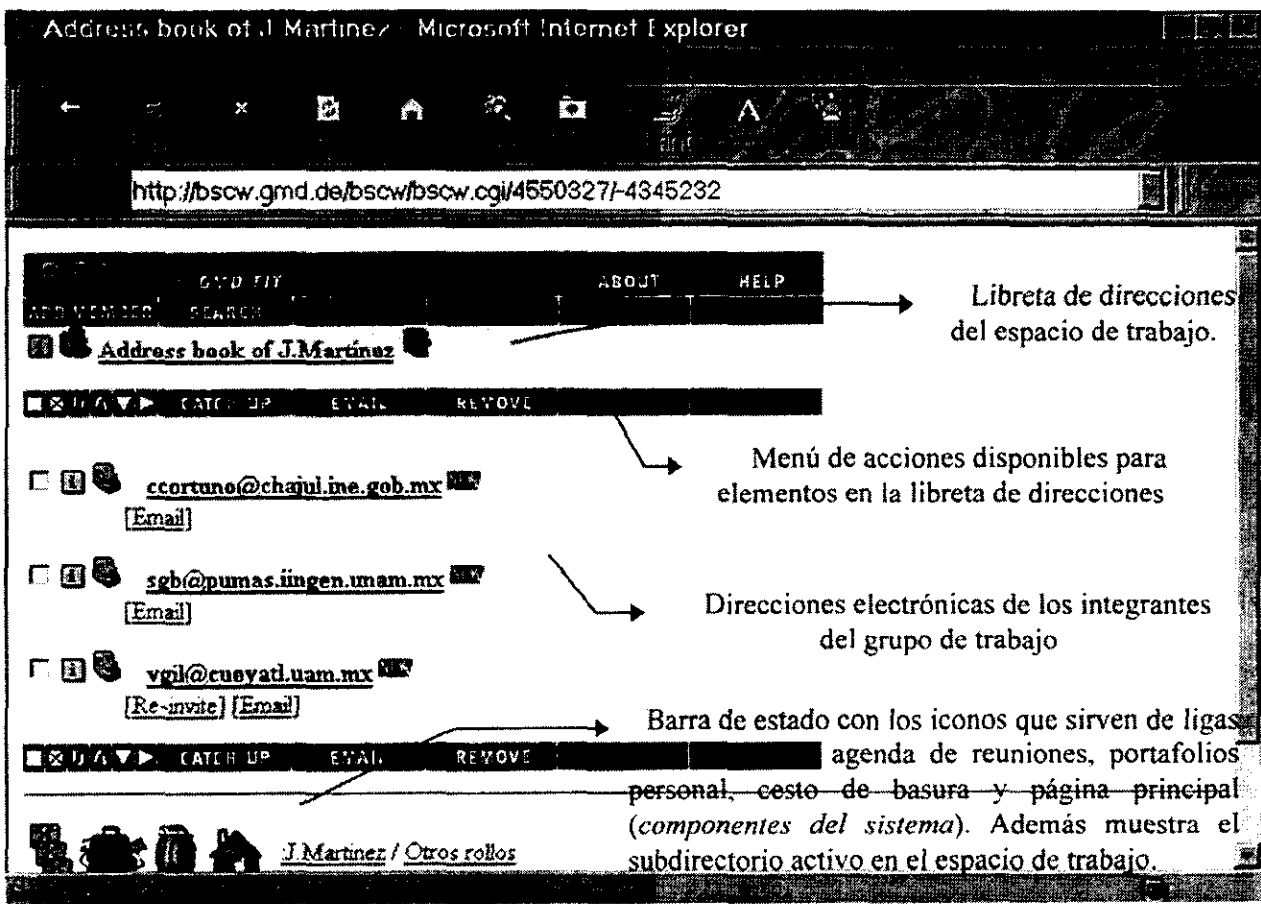 Address book of J Martinez - Microsoft Internet Explorer
http://bscw.gmd.de/bscw/bscw.cgi/4550327/-4345232
GMD FIT ABOUT HELP
ADD MEMBER SEARCH
Libreta de direcciones
del espacio de trabajo.
Address book of J.Martínez
CATCH UP EMAIL REMOVE
Menú de acciones disponibles para
elementos en la libreta de direcciones
ccortuno@chajul.ine.gob.mx
[Email]
sgb@pumas.iingen.unam.mx
[Email]
Direcciones electrónicas de los integrantes
del grupo de trabajo
vgil@cueyatl.uam.mx
[Re-invite] [Email]
Barra de estado con los iconos que sirven de ligas
CATCH UP EMAIL REMOVE
agenda de reuniones, portafolios
personal, cesto de basura y página principal
(componentes del sistema). Además muestra el
subdirectorio activo en el espacio de trabajo.
J.Martinez / Otros rollos